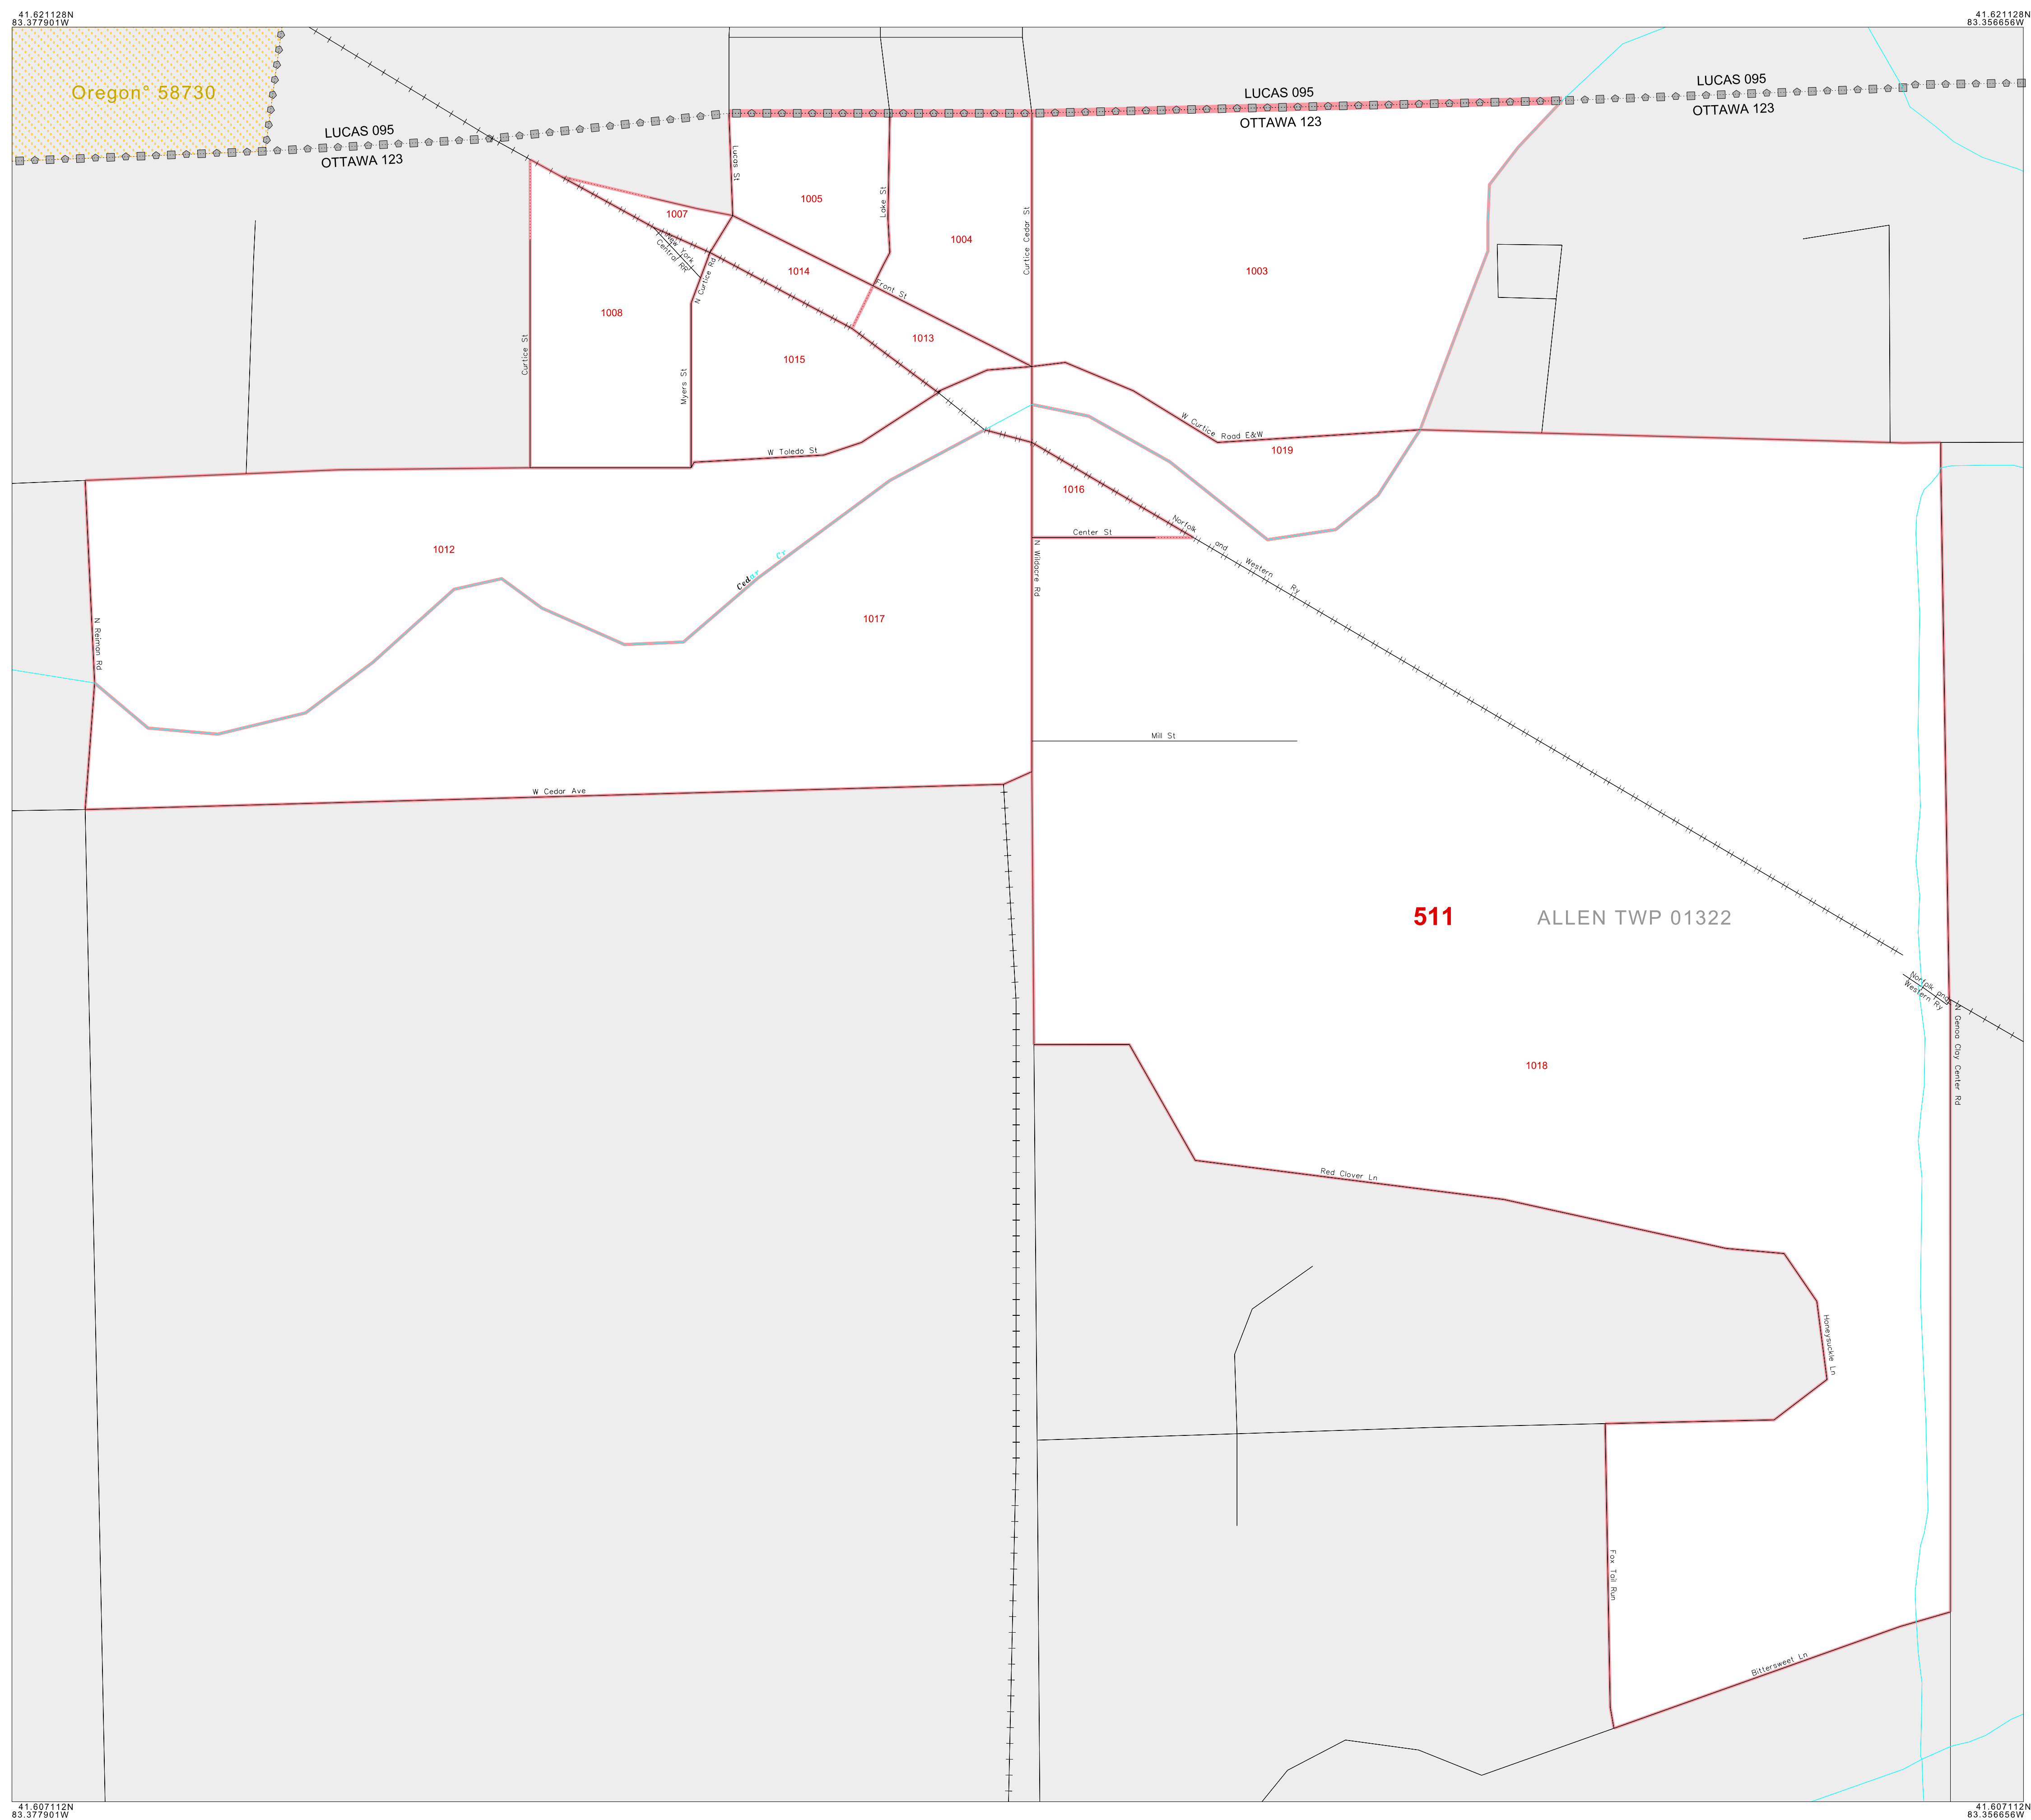 41.621128N
83.377901W
41.621128N
83.356656W
Oregon° 58730
LUCAS 095
OTTAWA 123
LUCAS 095
OTTAWA 123
LUCAS 095
OTTAWA 123
Lucas St
Lake St
Curtice Cedar St
1005
1007
1004
1003
1014
1008
1013
1015
New York
Central RR
N Curtice Rd
Front St
Curtice St
Myers St
W Toledo St
W Curtice Road E&W
1019
1016
Norfolk and Western Ry
Center St
N Wildacre Rd
1012
Cedar Cr
1017
N Reiman Rd
Mill St
W Cedar Ave
511
ALLEN TWP 01322
Norfolk and
Western Ry
N Genoa Clay Center Rd
1018
Red Clover Ln
Honeysuckle Ln
Fox Tail Run
Bittersweet Ln
41.607112N
83.377901W
41.607112N
83.356656W